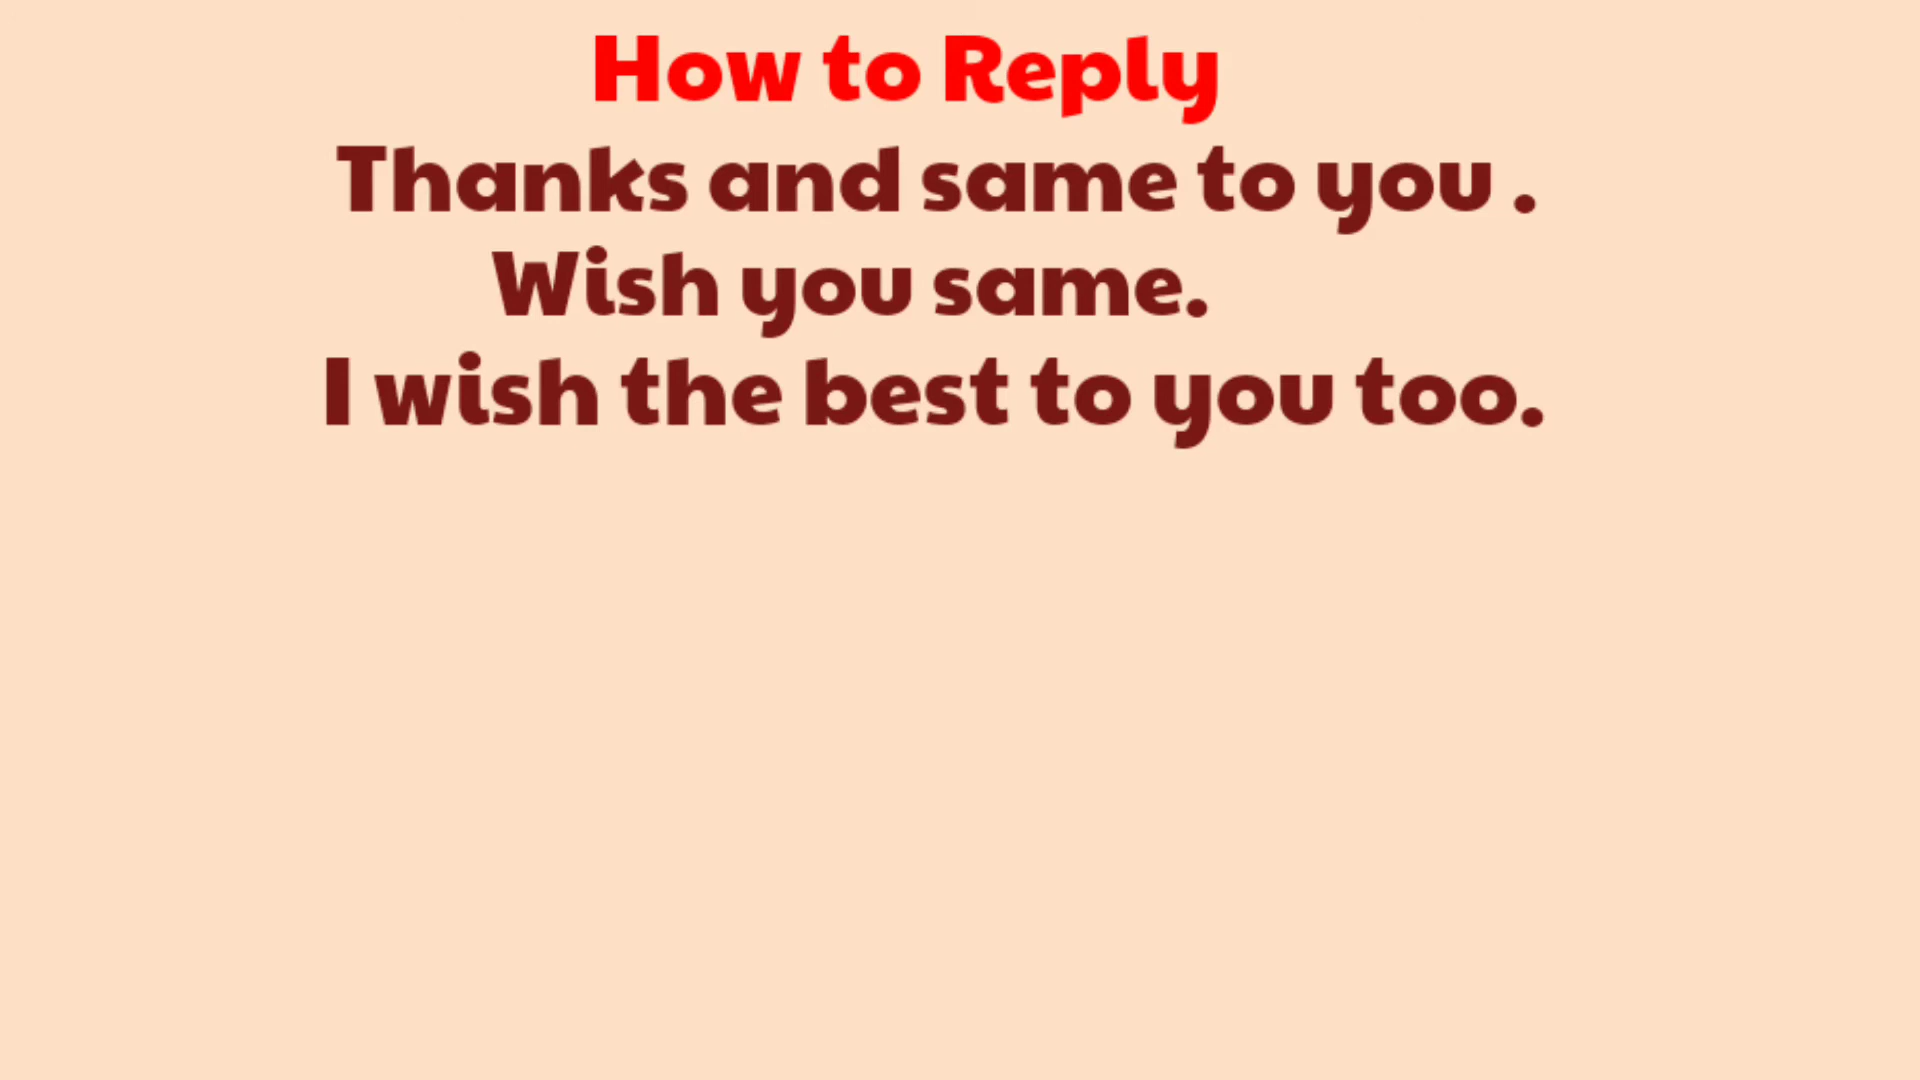 How to Reply
Thanks and same to you .
Wish you same.
I wish the best to you too.